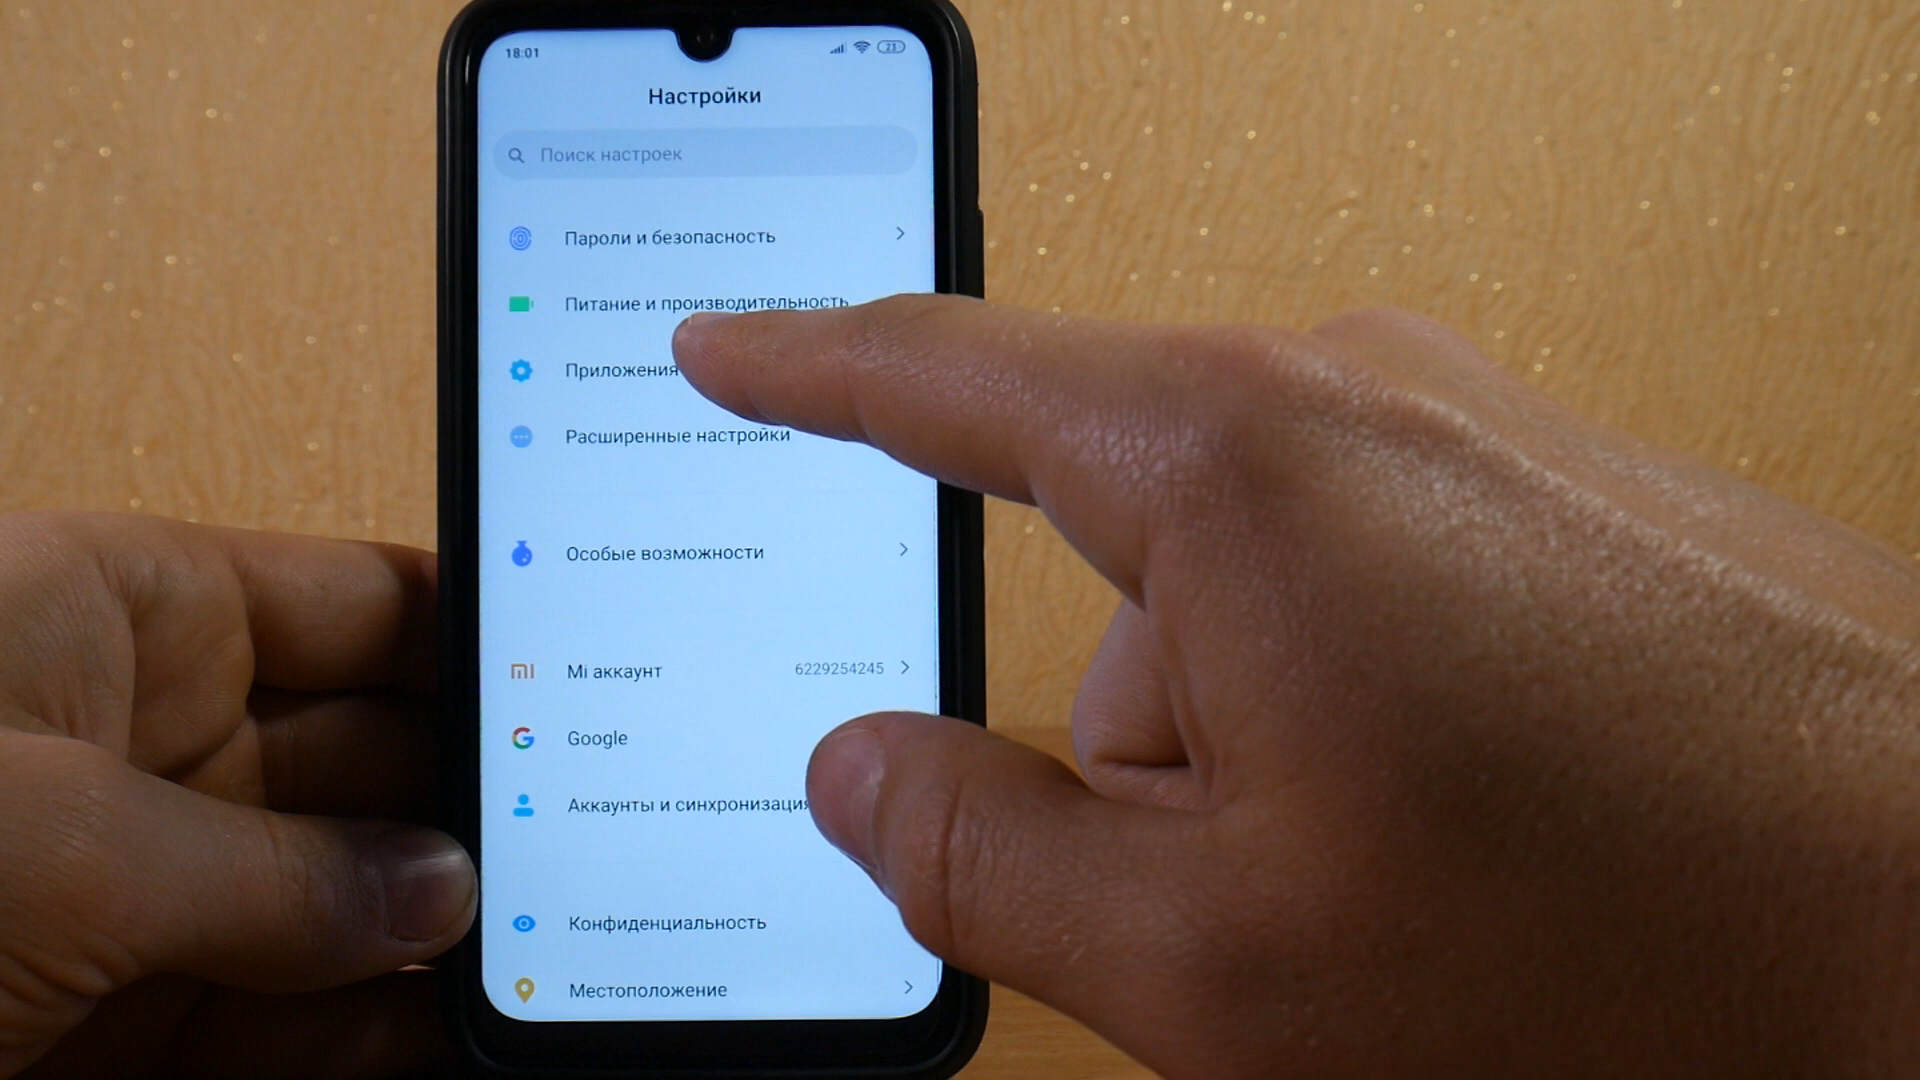 18:01
23
Настройки
Поиск настроек
Пароли и безопасность
Питание и производительность
Приложения
Расширенные настройки
Особые возможности
Mi аккаунт 6229254245
Google
Аккаунты и синхронизация
Конфиденциальность
Местоположение